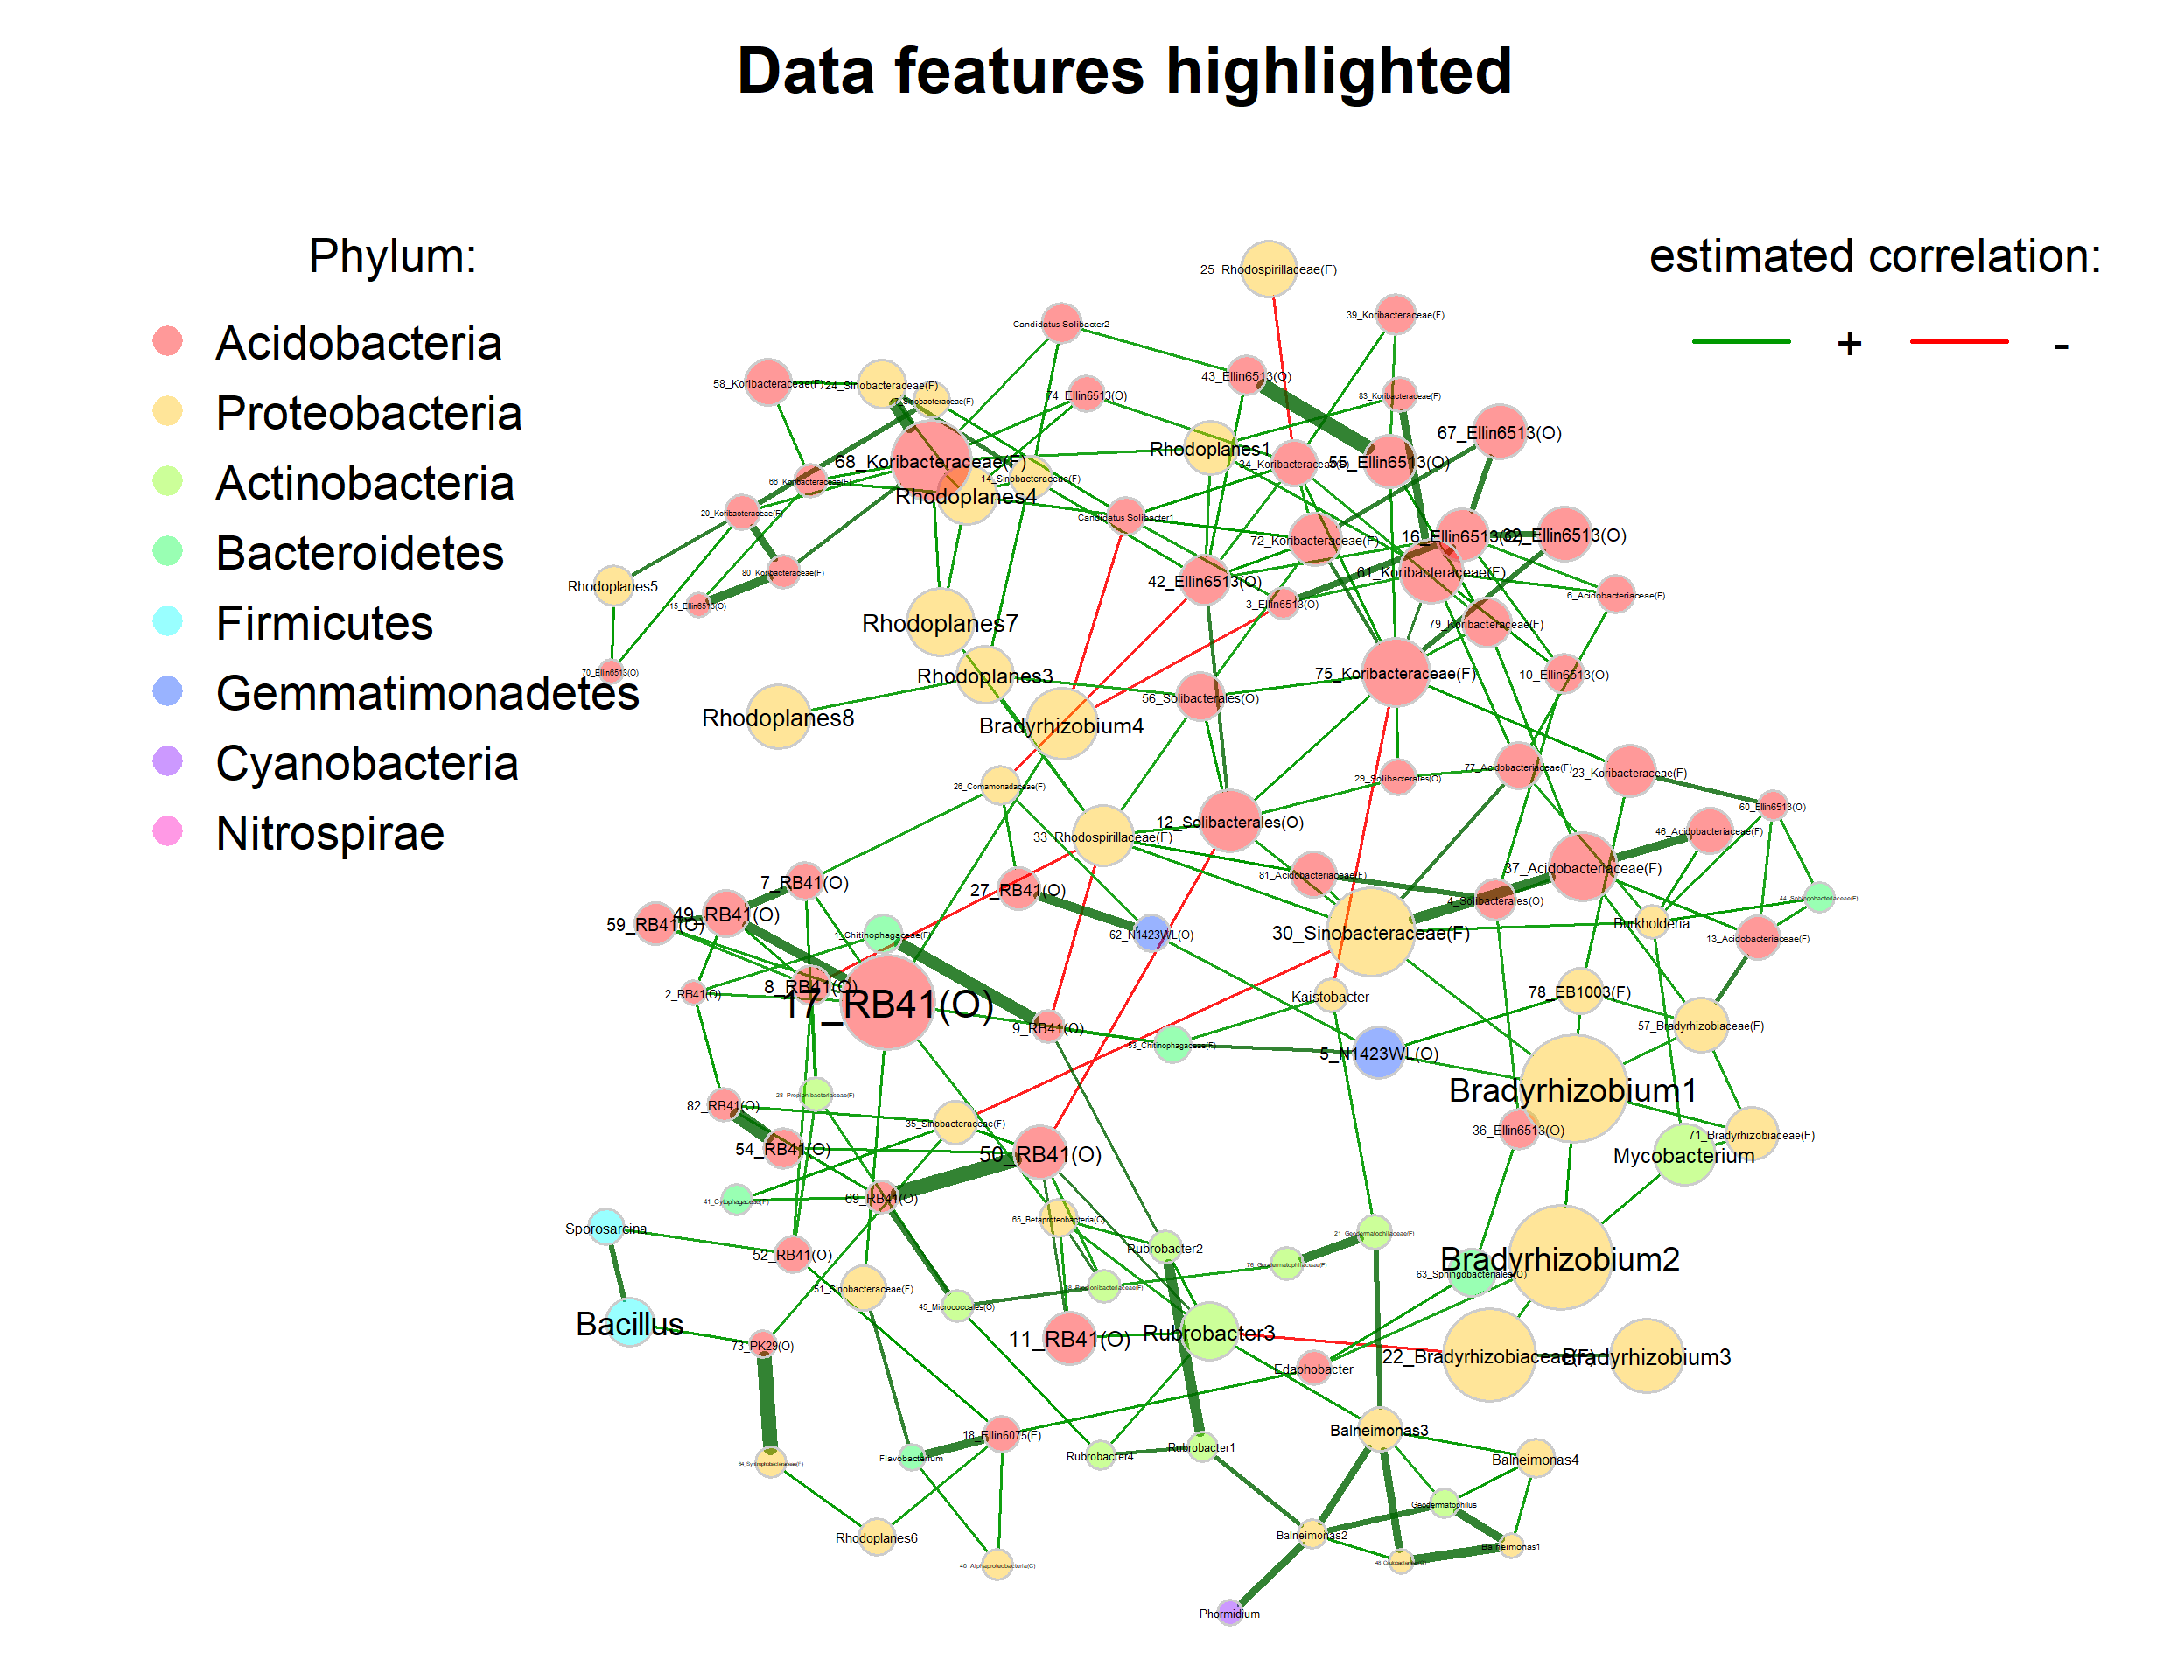 Data features highlighted
Phylum:
Acidobacteria
Proteobacteria
Actinobacteria
Bacteroidetes
Firmicutes
Gemmatimonadetes
Cyanobacteria
Nitrospirae
estimated correlation:
+
-
25_Rhodospirillaceae(F)
39_Koribacteraceae(F)
Candidatus Solibacter2
58_Koribacteraceae(F)
24_Sinobacteraceae(F)
47_Sinobacteraceae(F)
74_Ellin6513(O)
43_Ellin6513(O)
83_Koribacteraceae(F)
67_Ellin6513(O)
Rhodoplanes1
68_Koribacteraceae(F)
34_Koribacteraceae(F)
55_Ellin6513(O)
66_Koribacteraceae(F)
14_Sinobacteraceae(F)
Rhodoplanes4
20_Koribacteraceae(F)
Candidatus Solibacter1
72_Koribacteraceae(F)
16_Ellin6513(O)
32_Ellin6513(O)
80_Koribacteraceae(F)
61_Koribacteraceae(F)
Rhodoplanes5
42_Ellin6513(O)
6_Acidobacteriaceae(F)
15_Ellin6513(O)
3_Ellin6513(O)
Rhodoplanes7
79_Koribacteraceae(F)
70_Ellin6513(O)
Rhodoplanes3
75_Koribacteraceae(F)
10_Ellin6513(O)
56_Solibacterales(O)
Rhodoplanes8
Bradyrhizobium4
77_Acidobacteriaceae(F)
23_Koribacteraceae(F)
29_Solibacterales(O)
26_Comamonadaceae(F)
60_Ellin6513(O)
12_Solibacterales(O)
46_Acidobacteriaceae(F)
33_Rhodospirillaceae(F)
37_Acidobacteriaceae(F)
81_Acidobacteriaceae(F)
7_RB41(O)
27_RB41(O)
44_Sphingobacteriaceae(F)
4_Solibacterales(O)
49_RB41(O)
59_RB41(O)
Burkholderia
1_Chitinophagaceae(F)
62_N1423WL(O)
30_Sinobacteraceae(F)
13_Acidobacteriaceae(F)
8_RB41(O)
2_RB41(O)
78_EB1003(F)
Kaistobacter
17_RB41(O)
9_RB41(O)
57_Bradyrhizobiaceae(F)
53_Chitinophagaceae(F)
5_N1423WL(O)
Bradyrhizobium1
28_Propionibacteriaceae(F)
82_RB41(O)
35_Sinobacteraceae(F)
36_Ellin6513(O)
71_Bradyrhizobiaceae(F)
54_RB41(O)
50_RB41(O)
Mycobacterium
41_Cytophagaceae(F)
69_RB41(O)
65_Betaproteobacteria(C)
Sporosarcina
21_Geodermatophilaceae(F)
Rubrobacter2
52_RB41(O)
Bradyrhizobium2
76_Geodermatophilaceae(F)
63_Sphingobacteriales(O)
51_Sinobacteraceae(F)
45_Micrococcales(O)
Bacillus
Rubrobacter3
11_RB41(O)
73_PK29(O)
22_Bradyrhizobiaceae(F)
Bradyrhizobium3
Edaphobacter
Balneimonas3
18_Ellin6075(F)
Rubrobacter1
Rubrobacter4
Flavobacterium
Balneimonas4
64_Syntrophobacteraceae(F)
Geodermatophilus
Balneimonas2
Rhodoplanes6
Balneimonas1
40_Alphaproteobacteria(C)
Phormidium